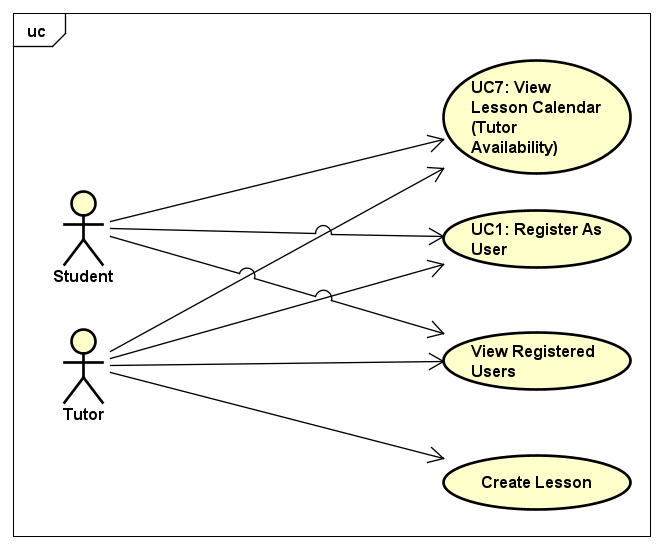 uc
UC7: View
Lesson Calendar
(Tutor
Availability)
UC1: Register As
User
Student
View Registered
Users
Tutor
Create Lesson